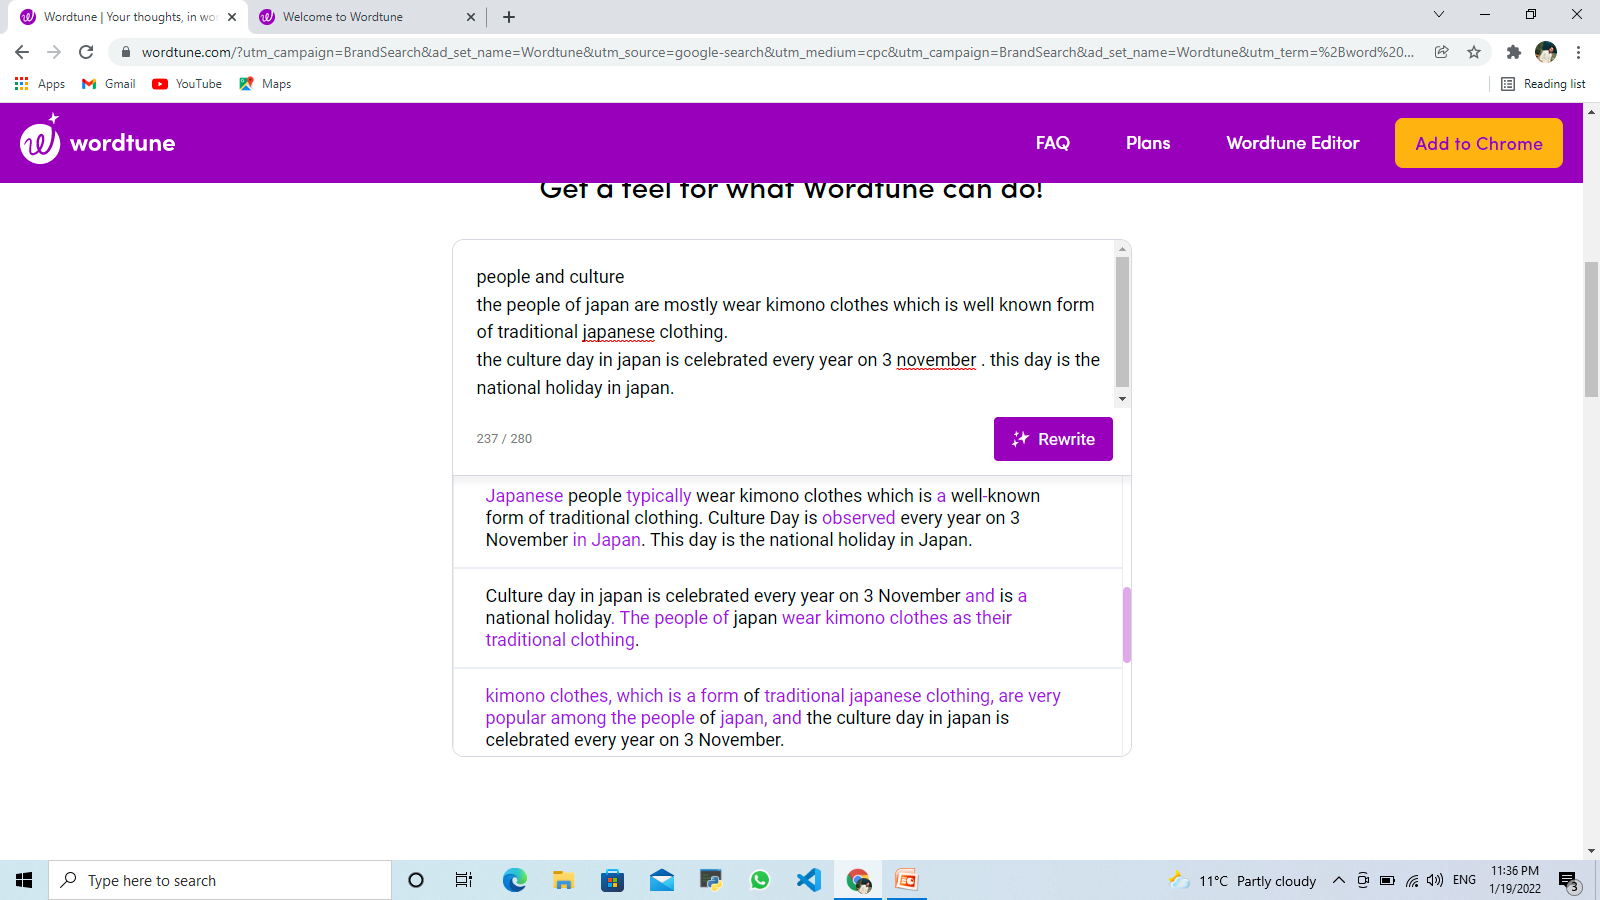 Wordtune | Your thoughts, in wo
Welcome to Wordtune
wordtune.com/?utm_campaign=BrandSearch&ad_set_name=Wordtune&utm_source=google-search&utm_medium=cpc&utm_campaign=BrandSearch&ad_set_name=Wordtune&utm_term=%2Bword%20...
Apps Gmail YouTube Maps Reading list
wordtune FAQ Plans Wordtune Editor Add to Chrome
Get a feel for what Wordtune can do!
people and culture
the people of japan are mostly wear kimono clothes which is well known form
of traditional japanese clothing.
the culture day in japan is celebrated every year on 3 november . this day is the
national holiday in japan.
237 / 280
Rewrite
Japanese people typically wear kimono clothes which is a well-known
form of traditional clothing. Culture Day is observed every year on 3
November in Japan. This day is the national holiday in Japan.
Culture day in japan is celebrated every year on 3 November and is a
national holiday. The people of japan wear kimono clothes as their
traditional clothing.
kimono clothes, which is a form of traditional japanese clothing, are very
popular among the people of japan, and the culture day in japan is
celebrated every year on 3 November.
Type here to search
11°C Partly cloudy
ENG
11:36 PM
1/19/2022
3